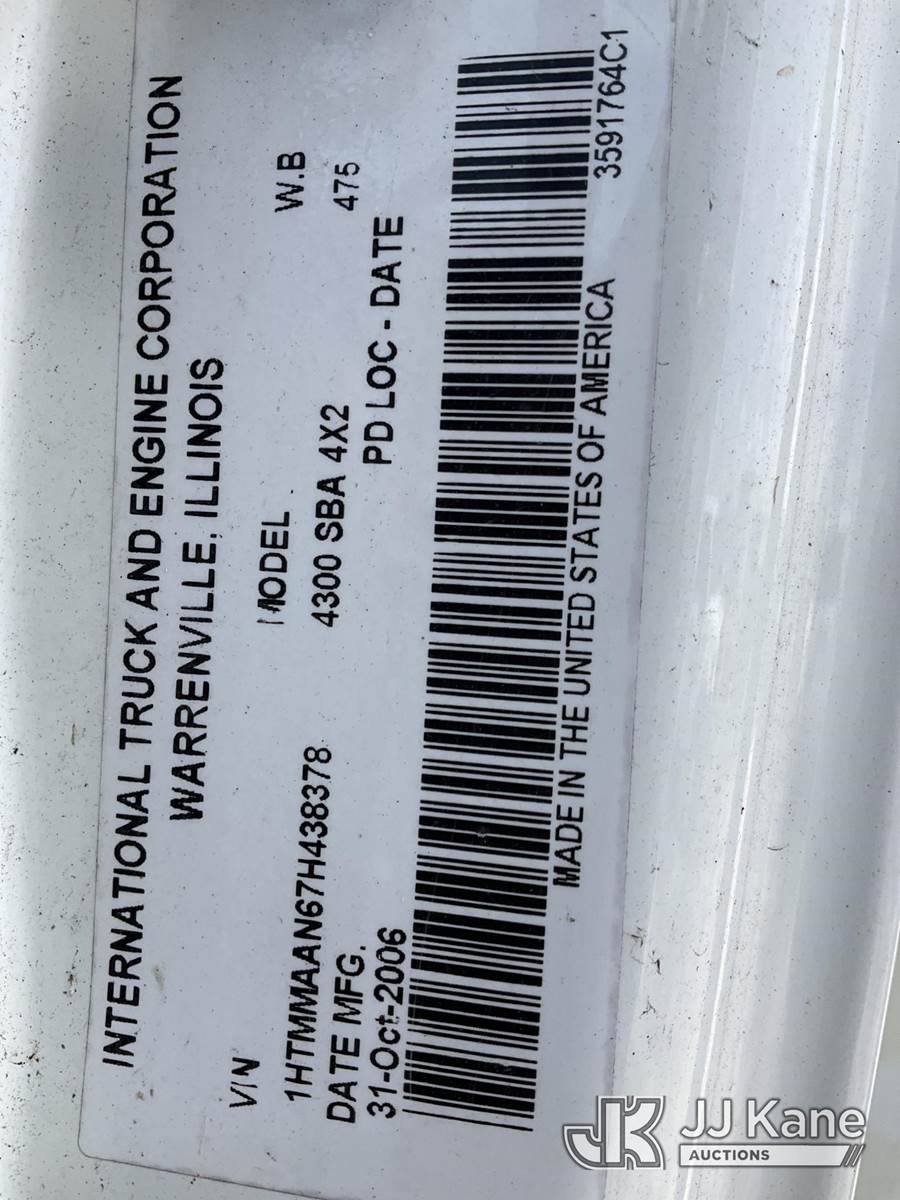 INTERNATIONAL TRUCK AND ENGINE CORPORATION
WARRENVILLE, ILLINOIS
VIN MODEL W.B
1HTMMAAN67H438378 4300 SBA 4X2 475
DATE MFG. PD LOC - DATE
31-Oct-2006
MADE IN THE UNITED STATES OF AMERICA 3591764C1
JK JJ Kane
AUCTIONS